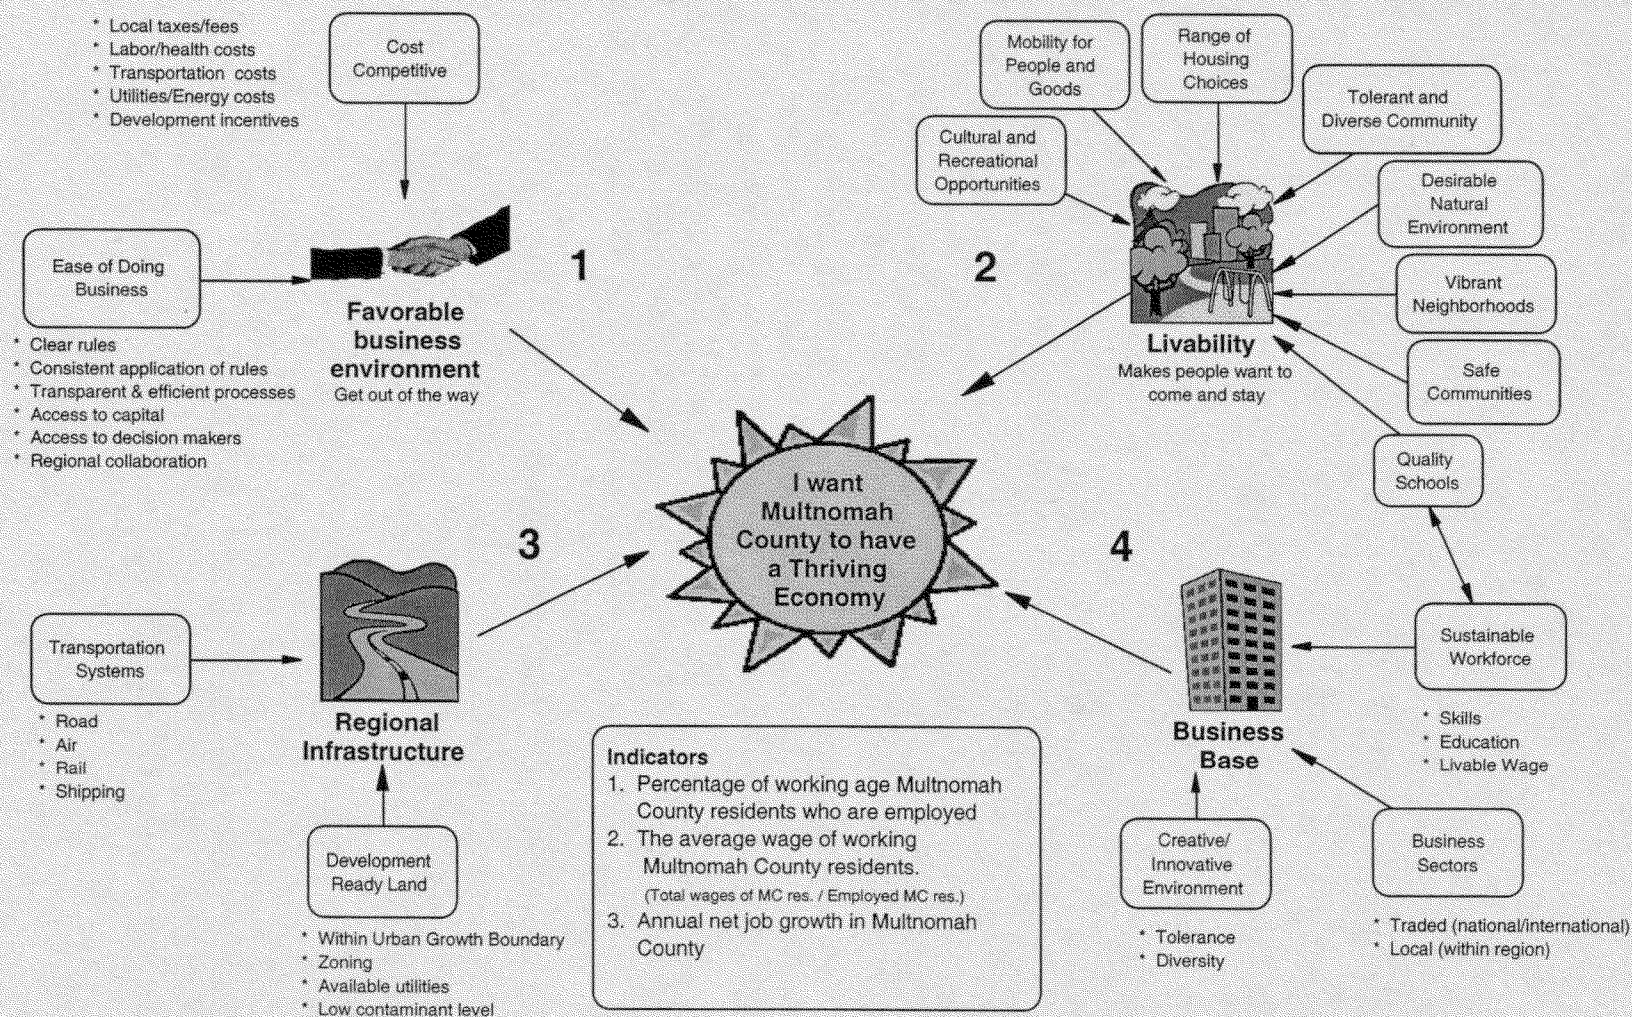 * Local taxes/fees
* Labor/health costs
* Transportation costs
* Utilities/Energy costs
* Development incentives
Cost
Competitive
Ease of Doing
Business
* Clear rules
* Consistent application of rules
* Transparent & efficient processes
* Access to capital
* Access to decision makers
* Regional collaboration
1
Favorable
business
environment
Get out of the way
Cultural and
Recreational
Opportunities
Mobility for
People and
Goods
Range of
Housing
Choices
Tolerant and
Diverse Community
Desirable
Natural
Environment
Vibrant
Neighborhoods
Safe
Communities
Quality
Schools
2
Livability
Makes people want to
come and stay
I want
Multnomah
County to have
a Thriving
Economy
3
Transportation
Systems
* Road
* Air
* Rail
* Shipping
Regional
Infrastructure
Development
Ready Land
* Within Urban Growth Boundary
* Zoning
* Available utilities
* Low contaminant level
Indicators
1. Percentage of working age Multnomah
County residents who are employed
2. The average wage of working
Multnomah County residents.
(Total wages of MC res. / Employed MC res.)
3. Annual net job growth in Multnomah
County
4
Business
Base
Sustainable
Workforce
* Skills
* Education
* Livable Wage
Creative/
Innovative
Environment
* Tolerance
* Diversity
Business
Sectors
* Traded (national/international)
* Local (within region)